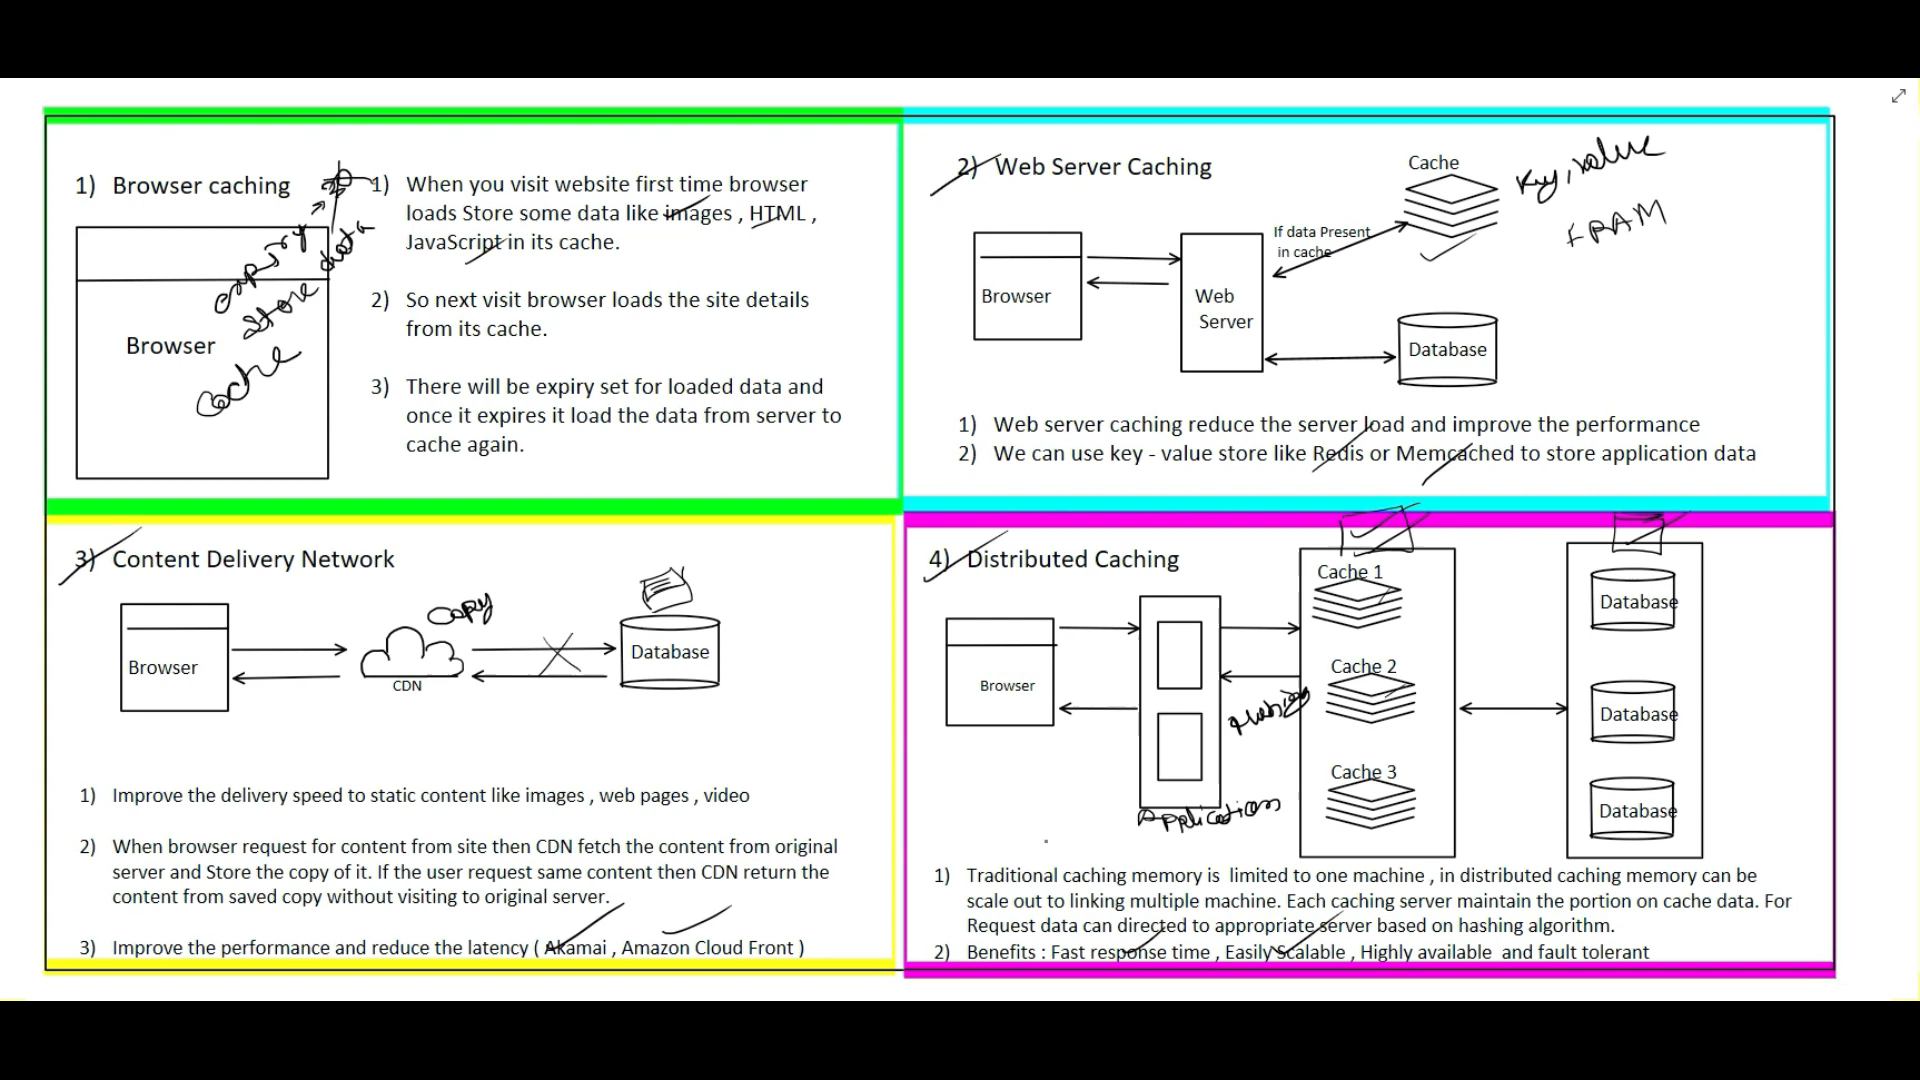 1) Browser caching
Browser
expiry
store data
cache
1) When you visit website first time browser
loads Store some data like images , HTML ,
JavaScript in its cache.
2) So next visit browser loads the site details
from its cache.
3) There will be expiry set for loaded data and
once it expires it load the data from server to
cache again.
2) Web Server Caching
Cache
Key, value
RAM
If data Present
in cache
Browser
Web
Server
Database
1) Web server caching reduce the server load and improve the performance
2) We can use key - value store like Redis or Memcached to store application data
3) Content Delivery Network
copy
Browser
CDN
Database
1) Improve the delivery speed to static content like images , web pages , video
2) When browser request for content from site then CDN fetch the content from original
server and Store the copy of it. If the user request same content then CDN return the
content from saved copy without visiting to original server.
3) Improve the performance and reduce the latency ( Akamai , Amazon Cloud Front )
4) Distributed Caching
Browser
Applications
Hashing
Cache 1
Cache 2
Cache 3
Database
Database
Database
1) Traditional caching memory is limited to one machine , in distributed caching memory can be
scale out to linking multiple machine. Each caching server maintain the portion on cache data. For
Request data can directed to appropriate server based on hashing algorithm.
2) Benefits : Fast response time , Easily Scalable , Highly available and fault tolerant